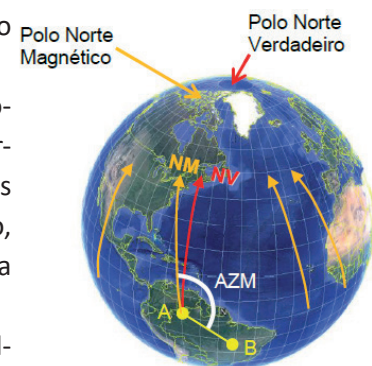 Polo Norte
Magnético
Polo Norte
Verdadeiro
NM
NV
AZM
A
B
o
s
o,
a